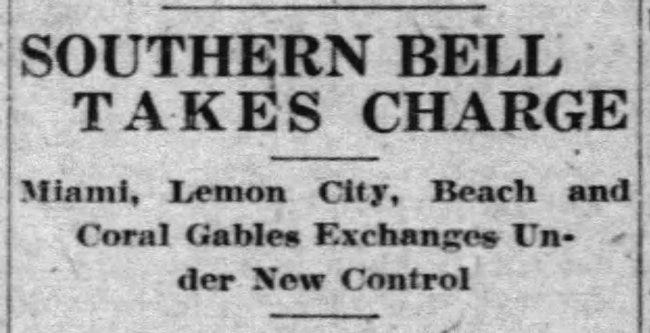 SOUTHERN BELL
TAKES CHARGE
Miami, Lemon City, Beach and
Coral Gables Exchanges Un-
der New Control